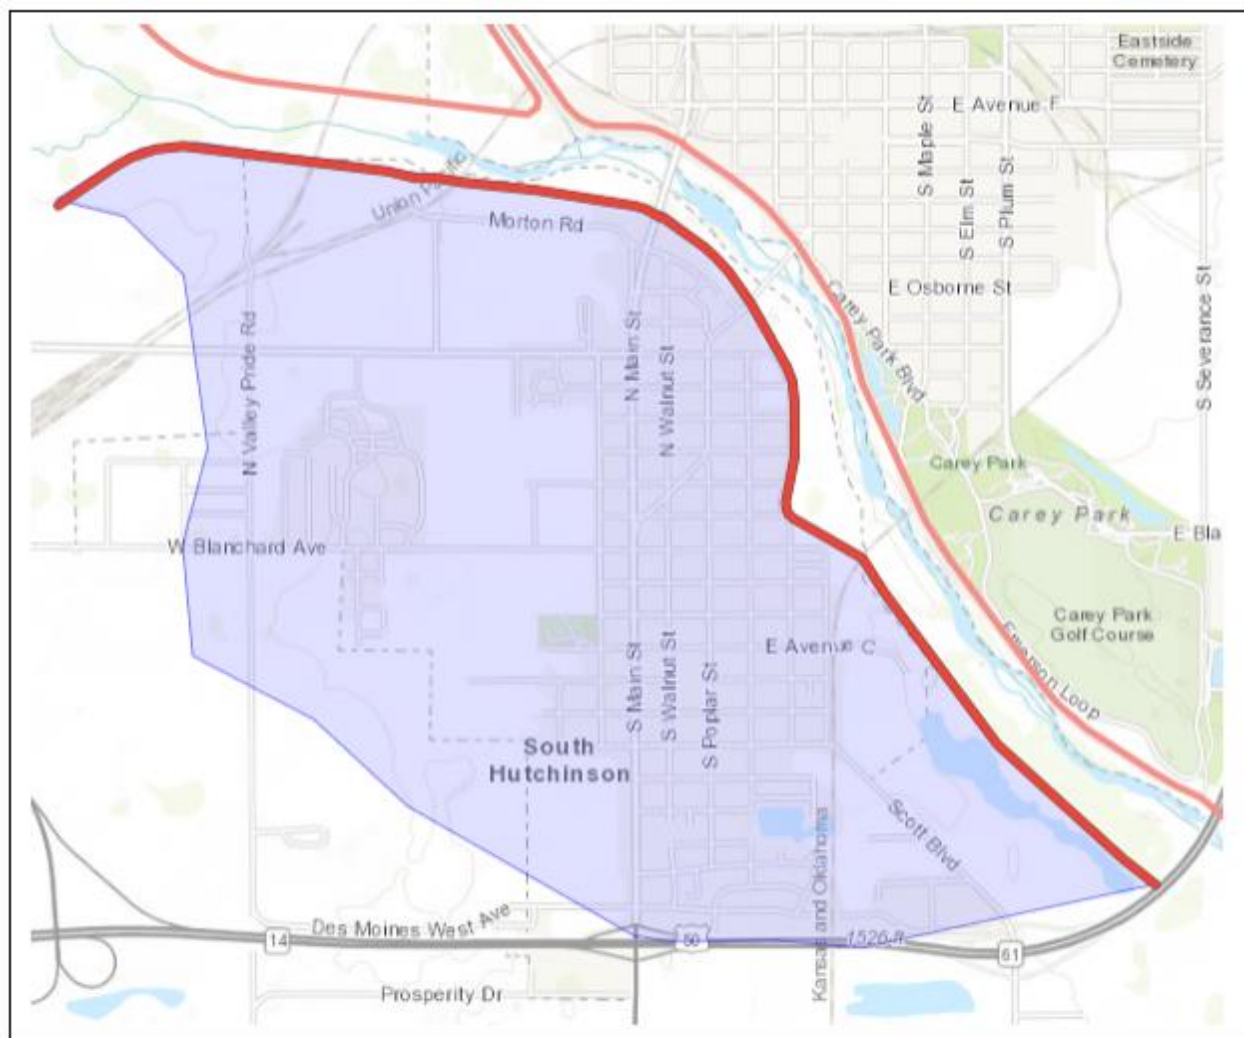 Eastside
Cemetery
E Avenue F
S Maple St
S Elm St
S Plum St
Union Pacific
Morton Rd
E Osborne St
Carey Park Blvd
S Severance St
N Valley Pride Rd
N Main St
N Walnut St
Carey Park
Carey Park
E Bla
W Blanchard Ave
Carey Park
Golf Course
Emerson Loop
E Avenue C
S Main St
S Walnut St
S Poplar St
South
Hutchinson
Scott Blvd
Kansas and Oklahoma
Des Moines West Ave
14
50
1526 ft
61
Prosperity Dr